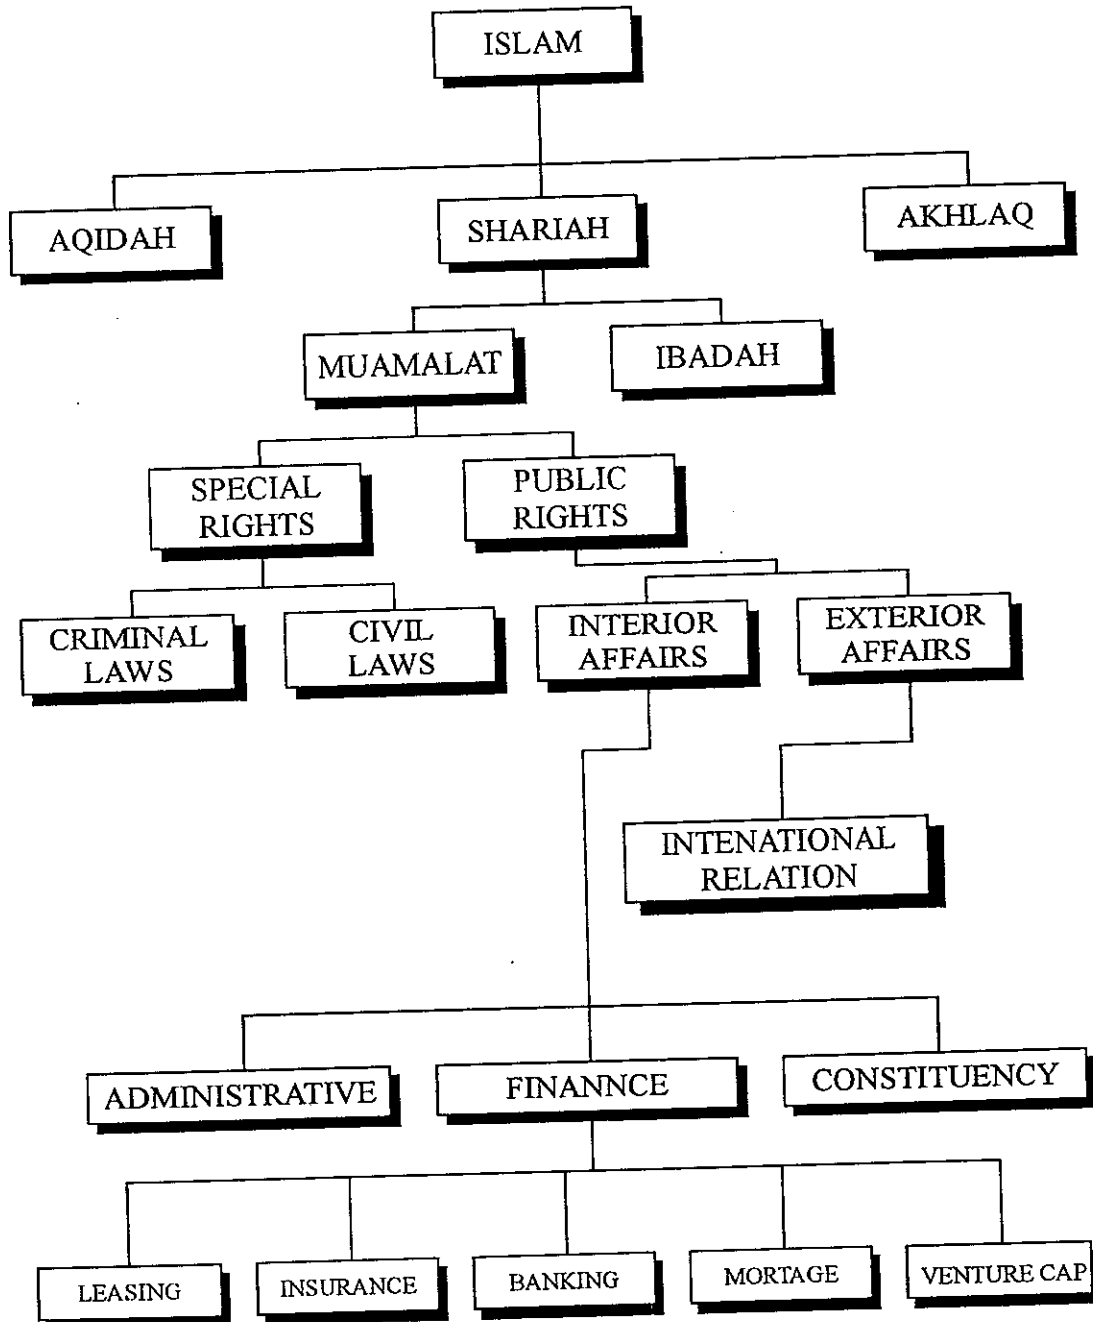 ISLAM
AQIDAH
SHARIAH
AKHLAQ
MUAMALAT
IBADAH
SPECIAL
RIGHTS
PUBLIC
RIGHTS
CRIMINAL
LAWS
CIVIL
LAWS
INTERIOR
AFFAIRS
EXTERIOR
AFFAIRS
INTENATIONAL
RELATION
ADMINISTRATIVE
FINANNCE
CONSTITUENCY
LEASING
INSURANCE
BANKING
MORTAGE
VENTURE CAP